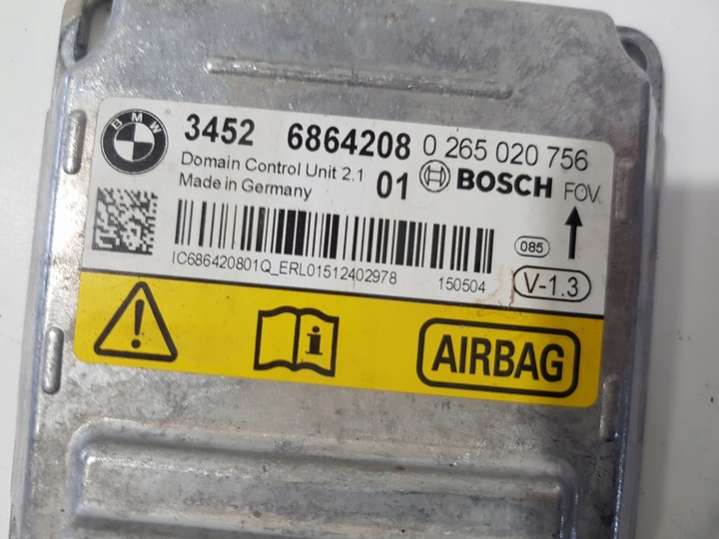 BMW
3452 6864208 0 265 020 756
Domain Control Unit 2.1 01 BOSCH FOV
Made in Germany
085
IC686420801Q_ERL01512402978 150504 V-1.3
AIRBAG